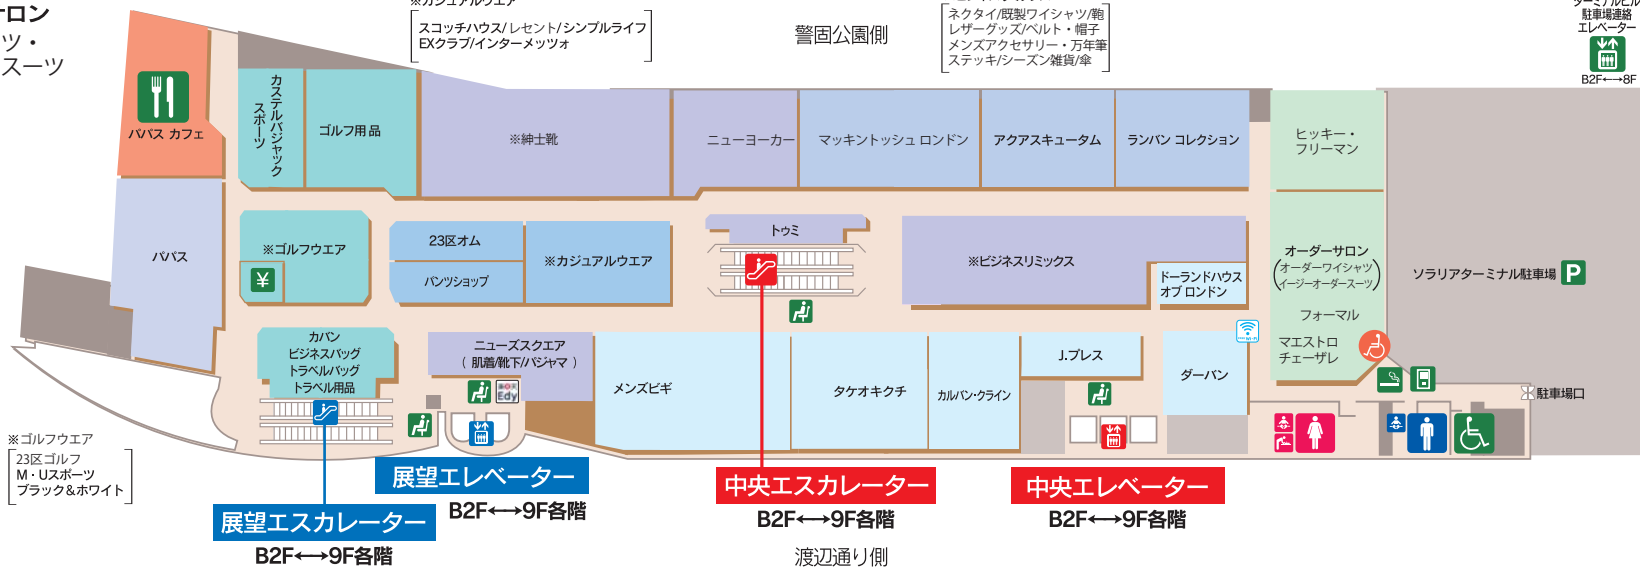 サロン
ツ・
スーツ
※カジュアルウエア
スコッチハウス/レセント/シンプルライフ
EXクラブ/インターメッツォ
警固公園側
ネクタイ/既製ワイシャツ/鞄
レザーグッズ/ベルト・帽子
メンズアクセサリー・万年筆
ステッキ/シーズン雑貨/傘
ターミナルビル
駐車場連絡
エレベーター
B2F←→8F
パパス カフェ
カステルバジャック
スポーツ
ゴルフ用品
※紳士靴
ニューヨーカー
マッキントッシュ ロンドン
アクアスキュータム
ランバン コレクション
ヒッキー・
フリーマン
パパス
※ゴルフウエア
¥
23区オム
パンツショップ
※カジュアルウエア
トゥミ
※ビジネスリミックス
ドーランドハウス
オブ ロンドン
オーダーサロン
(オーダーワイシャツ
イージーオーダースーツ)
フォーマル
マエストロ
チェーザレ
ソラリアターミナル駐車場 P
カバン
ビジネスバッグ
トラベルバッグ
トラベル用品
ニューズスクエア
( 肌着/靴下/パジャマ )
Edy
メンズビギ
タケオキクチ
カルバン・クライン
J.プレス
ダーバン
Wi-Fi
駐車場口
※ゴルフウエア
23区ゴルフ
M・Uスポーツ
ブラック&ホワイト
展望エスカレーター
B2F←→9F各階
展望エレベーター
B2F←→9F各階
中央エスカレーター
B2F←→9F各階
中央エレベーター
B2F←→9F各階
渡辺通り側